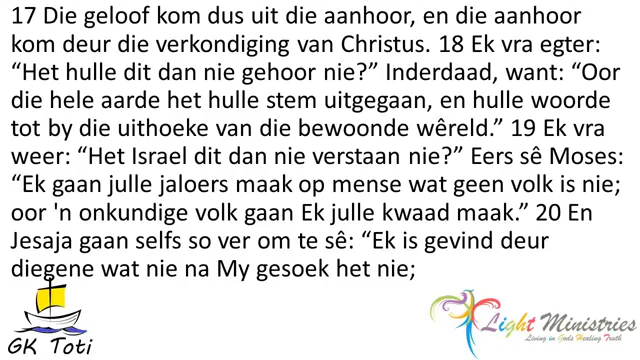 17 Die geloof kom dus uit die aanhoor, en die aanhoor
kom deur die verkondiging van Christus. 18 Ek vra egter:
“Het hulle dit dan nie gehoor nie?” Inderdaad, want: “Oor
die hele aarde het hulle stem uitgegaan, en hulle woorde
tot by die uithoeke van die bewoonde wêreld.” 19 Ek vra
weer: “Het Israel dit dan nie verstaan nie?” Eers sê Moses:
“Ek gaan julle jaloers maak op mense wat geen volk is nie;
oor 'n onkundige volk gaan Ek julle kwaad maak.” 20 En
Jesaja gaan selfs so ver om te sê: “Ek is gevind deur
diegene wat nie na My gesoek het nie;
GK Toti
Light Ministries
Living in Gods Healing Truth